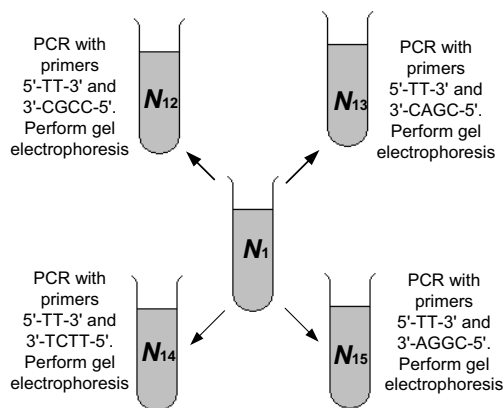 PCR with
primers
5'-TT-3' and
3'-CGCC-5'.
Perform gel
electrophoresis
N12
N13
PCR with
primers
5'-TT-3' and
3'-CAGC-5'.
Perform gel
electrophoresis
N1
PCR with
primers
5'-TT-3' and
3'-TCTT-5'.
Perform gel
electrophoresis
N14
N15
PCR with
primers
5'-TT-3' and
3'-AGGC-5'.
Perform gel
electrophoresis